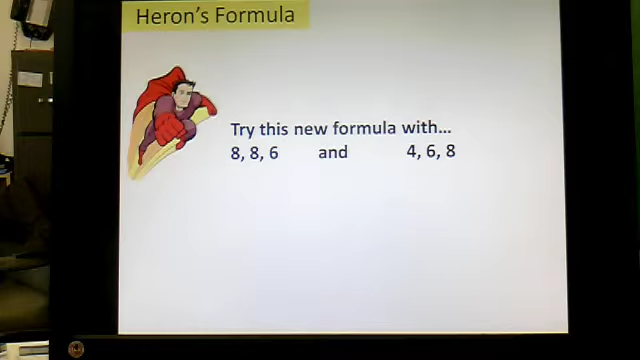 Heron's Formula
Try this new formula with...
8, 8, 6 and 4, 6, 8